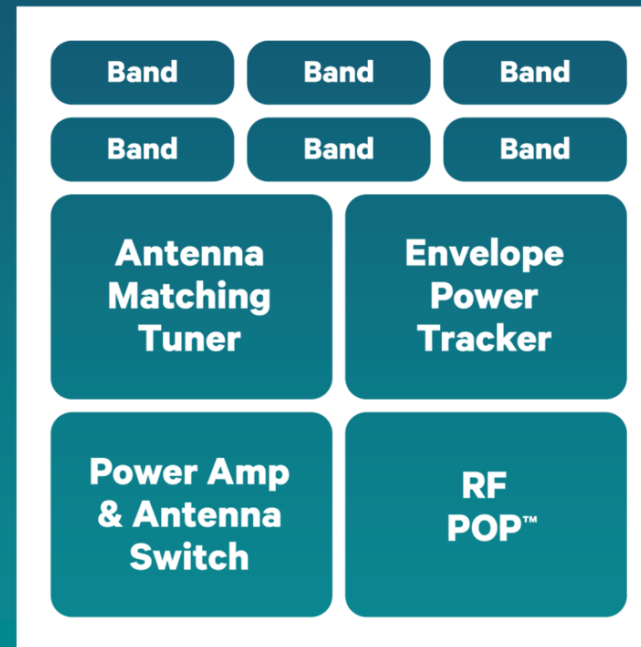 Band Band Band
Band Band Band
Antenna
Matching
Tuner
Envelope
Power
Tracker
Power Amp
& Antenna
Switch
RF
POP™